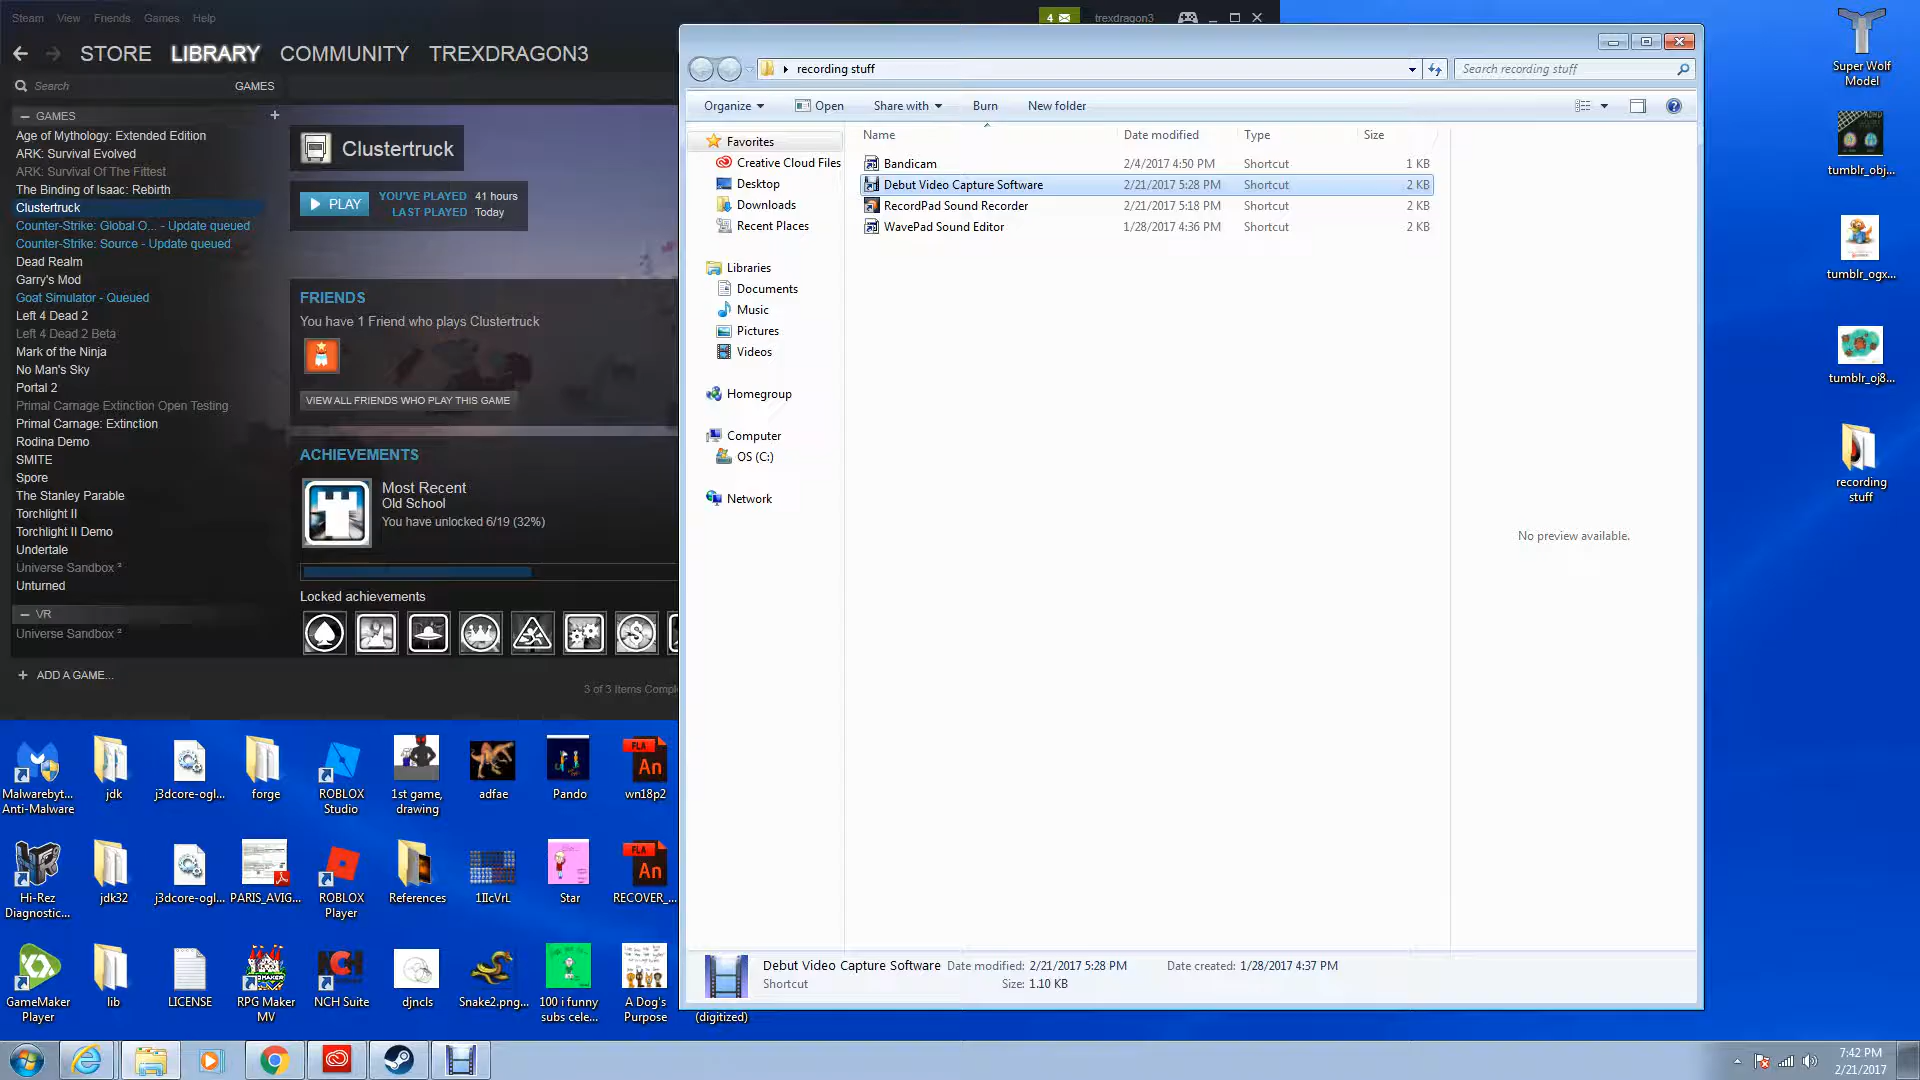 Steam View Friends Games Help
4
trexdragon3
STORE LIBRARY COMMUNITY TREXDRAGON3
Search
GAMES
GAMES
Age of Mythology: Extended Edition
ARK: Survival Evolved
ARK: Survival Of The Fittest
The Binding of Isaac: Rebirth
Clustertruck
Counter-Strike: Global O... - Update queued
Counter-Strike: Source - Update queued
Dead Realm
Garry's Mod
Goat Simulator - Queued
Left 4 Dead 2
Left 4 Dead 2 Beta
Mark of the Ninja
No Man's Sky
Portal 2
Primal Carnage Extinction Open Testing
Primal Carnage: Extinction
Rodina Demo
SMITE
Spore
The Stanley Parable
Torchlight II
Torchlight II Demo
Undertale
Universe Sandbox ²
Unturned
VR
Universe Sandbox ²
ADD A GAME...
Clustertruck
PLAY
YOU'VE PLAYED 41 hours
LAST PLAYED Today
FRIENDS
You have 1 Friend who plays Clustertruck
VIEW ALL FRIENDS WHO PLAY THIS GAME
ACHIEVEMENTS
Most Recent
Old School
You have unlocked 6/19 (32%)
Locked achievements
3 of 3 Items Comple
recording stuff
Search recording stuff
Organize Open Share with Burn New folder
Favorites
Creative Cloud Files
Desktop
Downloads
Recent Places
Libraries
Documents
Music
Pictures
Videos
Homegroup
Computer
OS (C:)
Network
Name Date modified Type Size
Bandicam 2/4/2017 4:50 PM Shortcut 1 KB
Debut Video Capture Software 2/21/2017 5:28 PM Shortcut 2 KB
RecordPad Sound Recorder 2/21/2017 5:18 PM Shortcut 2 KB
WavePad Sound Editor 1/28/2017 4:36 PM Shortcut 2 KB
No preview available.
Debut Video Capture Software Date modified: 2/21/2017 5:28 PM Date created: 1/28/2017 4:37 PM
Shortcut Size: 1.10 KB
Super Wolf
Model
tumblr_obj...
tumblr_ogx...
tumblr_oj8...
recording
stuff
Malwarebyt...
Anti-Malware
jdk
j3dcore-ogl...
forge
ROBLOX
Studio
1st game,
drawing
adfae
Pando
FLA
An
wn18p2
Hi-Rez
Diagnostic...
jdk32
j3dcore-ogl...
PARIS_AVIG...
ROBLOX
Player
References
1IIcVrL
Star
FLA
An
RECOVER_...
GameMaker
Player
lib
LICENSE
RPG Maker
MV
NCH
NCH Suite
djncls
Snake2.png...
100 i funny
subs cele...
A Dog's
Purpose
(digitized)
7:42 PM
2/21/2017